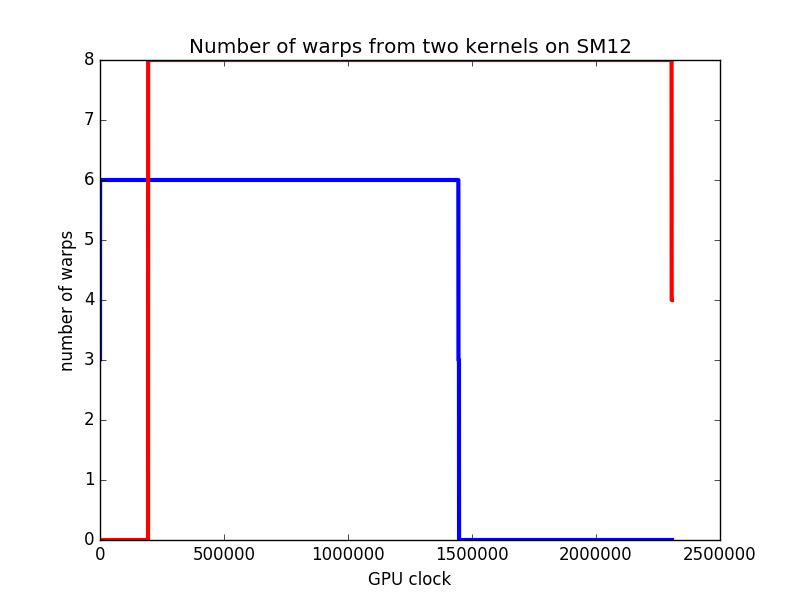 Number of warps from two kernels on SM12
8
7
6
5
4
3
2
1
0
number of warps
0 500000 1000000 1500000 2000000 2500000
GPU clock